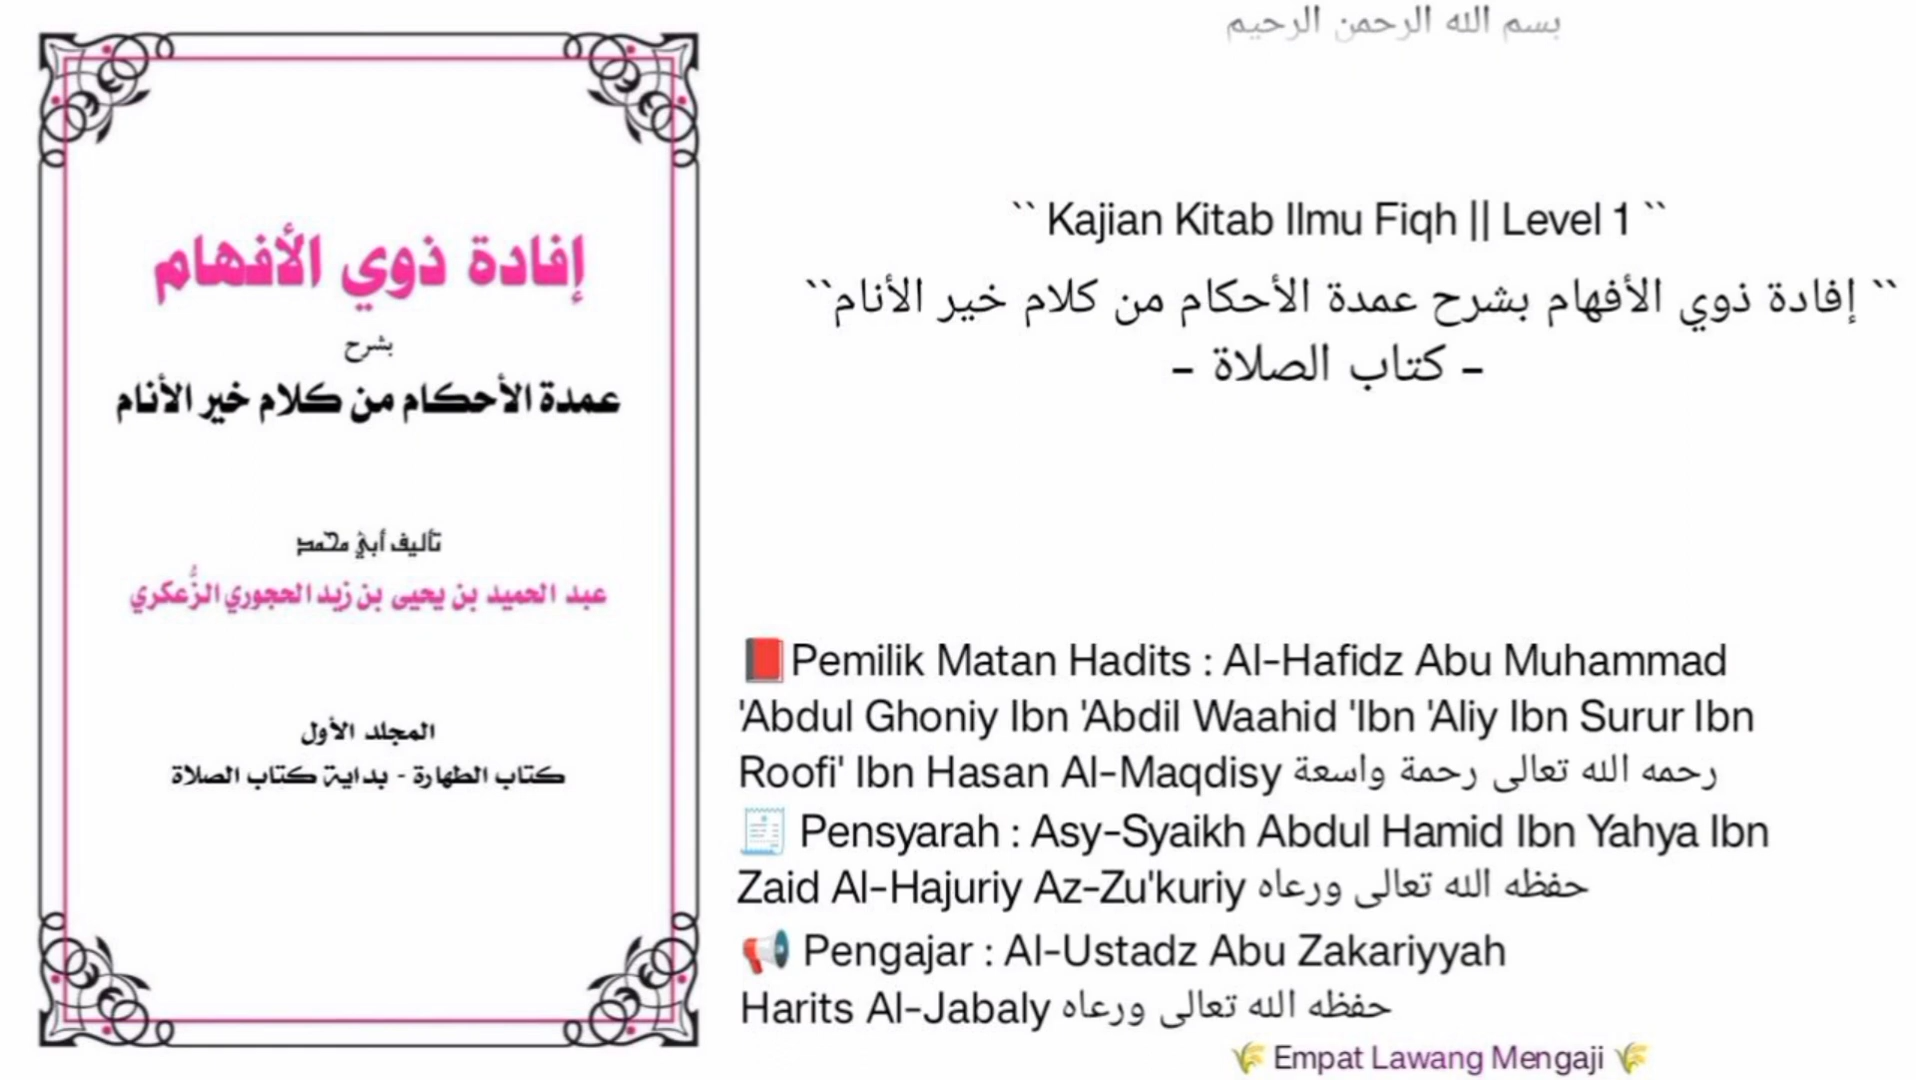 إفادة ذوي الأفهام
بشرح
عمدة الأحكام من كلام خير الأنام
تأليف أبي محمد
عبد الحميد بن يحيى بن زيد الحجوري الزُّعكري
المجلد الأول
كتاب الطهارة - بداية كتاب الصلاة
بسم الله الرحمن الرحيم
`` Kajian Kitab Ilmu Fiqh || Level 1 ``
`` إفادة ذوي الأفهام بشرح عمدة الأحكام من كلام خير الأنام``
- كتاب الصلاة -
📕Pemilik Matan Hadits : Al-Hafidz Abu Muhammad
'Abdul Ghoniy Ibn 'Abdil Waahid 'Ibn 'Aliy Ibn Surur Ibn
Roofi' Ibn Hasan Al-Maqdisy رحمه الله تعالى رحمة واسعة
🧾 Pensyarah : Asy-Syaikh Abdul Hamid Ibn Yahya Ibn
Zaid Al-Hajuriy Az-Zu'kuriy حفظه الله تعالى ورعاه
📢 Pengajar : Al-Ustadz Abu Zakariyyah
Harits Al-Jabaly حفظه الله تعالى ورعاه
🌾 Empat Lawang Mengaji 🌾